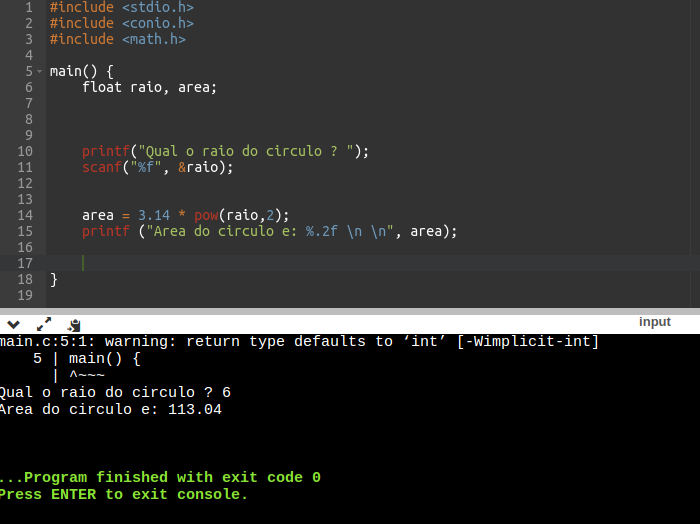 1 #include <stdio.h>
2 #include <conio.h>
3 #include <math.h>
4
5 main() {
6 float raio, area;
7
8
9
10 printf("Qual o raio do circulo ? ");
11 scanf("%f", &raio);
12
13
14 area = 3.14 * pow(raio,2);
15 printf ("Area do circulo e: %.2f \n \n", area);
16
17
18 }
19
input
main.c:5:1: warning: return type defaults to ‘int’ [-Wimplicit-int]
5 | main() {
| ^~~~
Qual o raio do circulo ? 6
Area do circulo e: 113.04
...Program finished with exit code 0
Press ENTER to exit console.